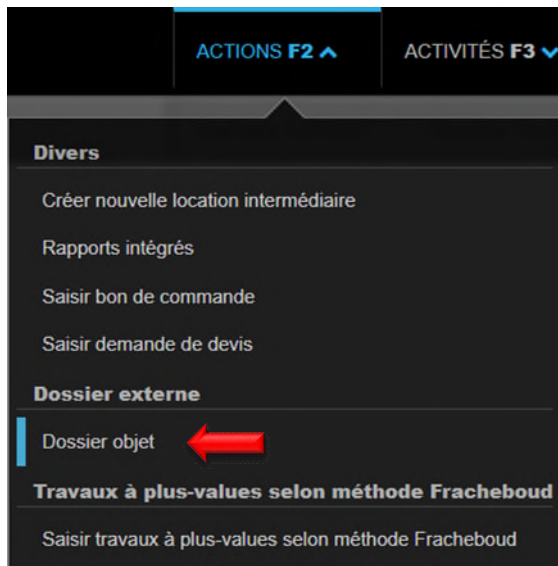 ACTIONS F2 ACTIVITÉS F3
Divers
Créer nouvelle location intermédiaire
Rapports intégrés
Saisir bon de commande
Saisir demande de devis
Dossier externe
Dossier objet
Travaux à plus-values selon méthode Fracheboud
Saisir travaux à plus-values selon méthode Fracheboud